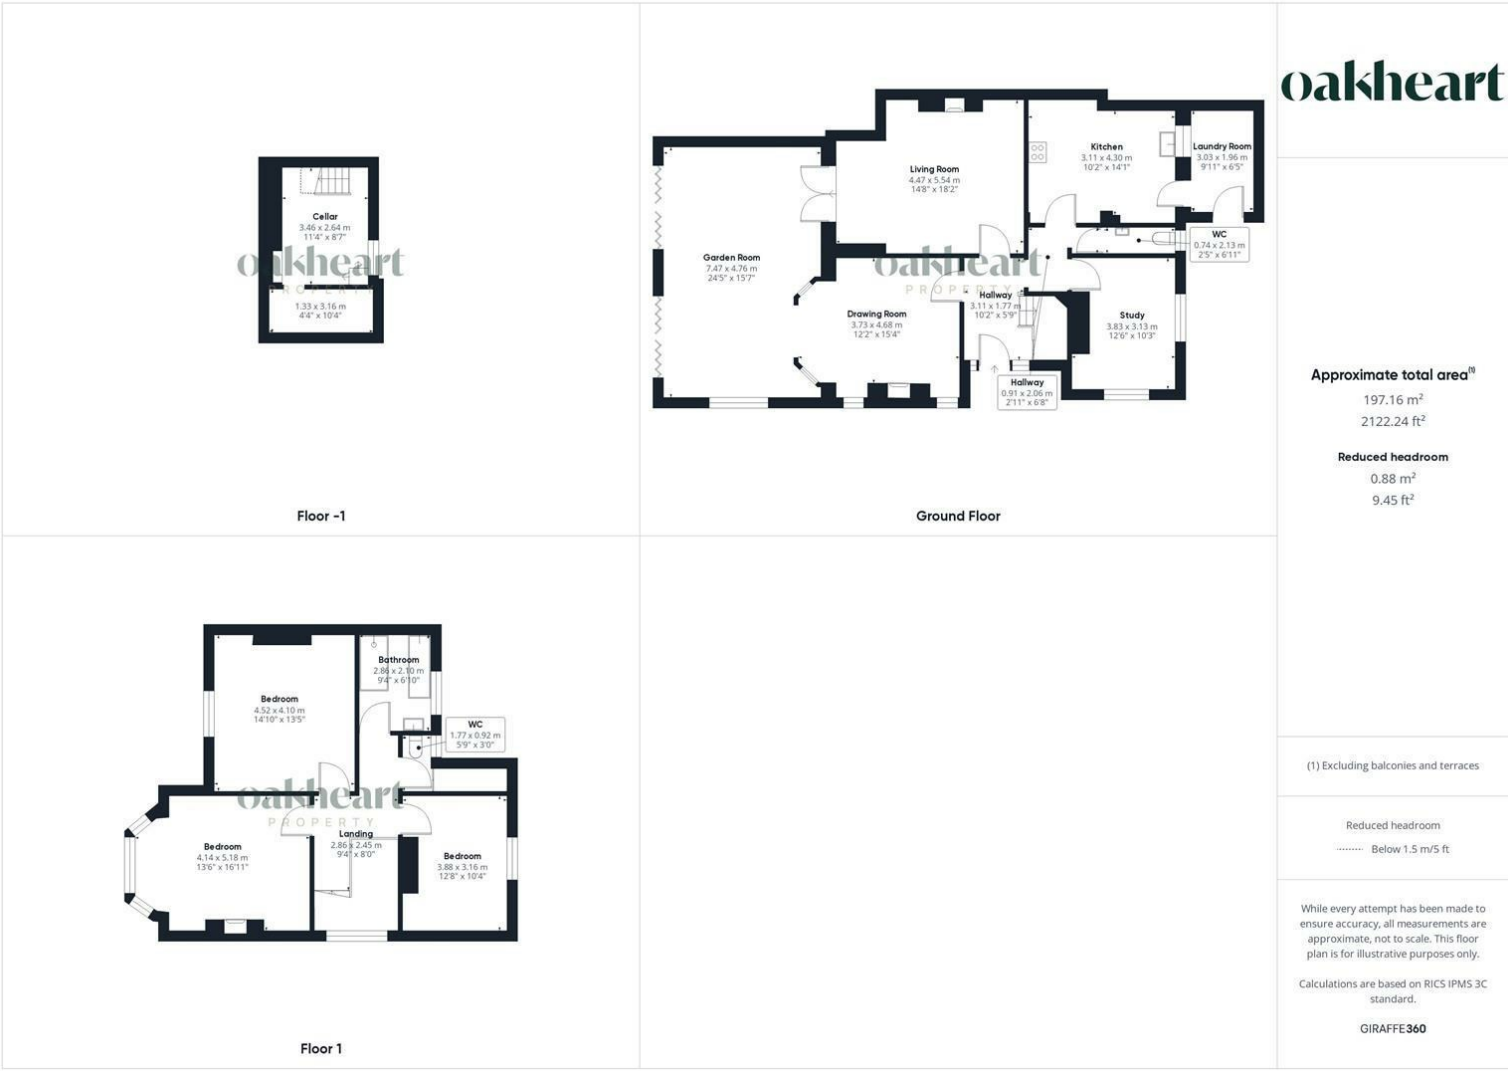 Cellar
3.46 x 2.64 m
11'4" x 8'7"
oakheart
PROPERTY
1.33 x 3.16 m
4'4" x 10'4"
Floor -1
Living Room
4.47 x 5.54 m
14'8" x 18'2"
Kitchen
3.11 x 4.30 m
10'2" x 14'1"
Laundry Room
3.03 x 1.96 m
9'11" x 6'5"
WC
0.74 x 2.13 m
2'5" x 6'11"
Garden Room
7.47 x 4.76 m
24'5" x 15'7"
oakheart
PROPERTY
Hallway
3.11 x 1.77 m
10'2" x 5'9"
Drawing Room
3.73 x 4.68 m
12'2" x 15'4"
Study
3.83 x 3.13 m
12'6" x 10'3"
Hallway
0.91 x 2.06 m
2'11" x 6'8"
Ground Floor
Bathroom
2.86 x 2.10 m
9'4" x 6'10"
Bedroom
4.52 x 4.10 m
14'10" x 13'5"
WC
1.77 x 0.92 m
5'9" x 3'0"
oakheart
PROPERTY
Landing
2.86 x 2.45 m
9'4" x 8'0"
Bedroom
4.14 x 5.18 m
13'6" x 16'11"
Bedroom
3.88 x 3.16 m
12'8" x 10'4"
Floor 1
oakheart
Approximate total area(1)
197.16 m²
2122.24 ft²
Reduced headroom
0.88 m²
9.45 ft²
(1) Excluding balconies and terraces
Reduced headroom
Below 1.5 m/5 ft
While every attempt has been made to
ensure accuracy, all measurements are
approximate, not to scale. This floor
plan is for illustrative purposes only.
Calculations are based on RICS IPMS 3C
standard.
GIRAFFE360